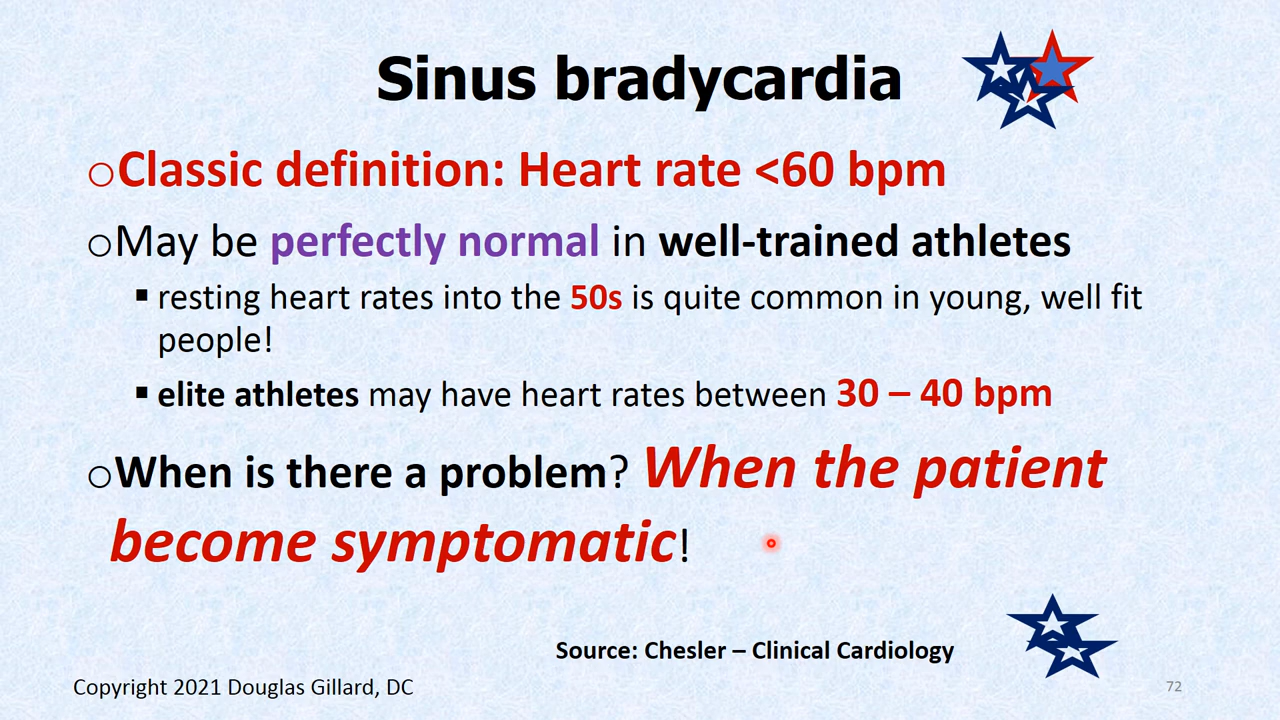 Sinus bradycardia
oClassic definition: Heart rate <60 bpm
oMay be perfectly normal in well-trained athletes
▪ resting heart rates into the 50s is quite common in young, well fit
people!
▪ elite athletes may have heart rates between 30 – 40 bpm
oWhen is there a problem? When the patient
become symptomatic!
Source: Chesler – Clinical Cardiology
Copyright 2021 Douglas Gillard, DC
72